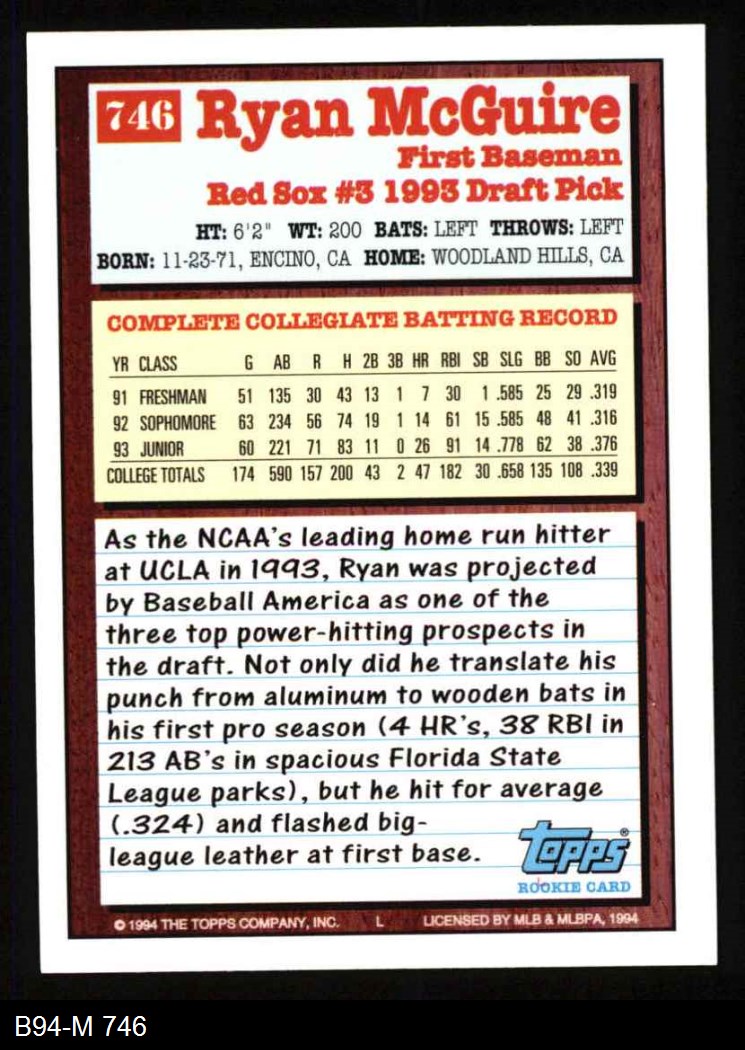 746 Ryan McGuire
First Baseman
Red Sox #3 1993 Draft Pick
HT: 6'2" WT: 200 BATS: LEFT THROWS: LEFT
BORN: 11-23-71, ENCINO, CA HOME: WOODLAND HILLS, CA
COMPLETE COLLEGIATE BATTING RECORD
YR CLASS G AB R H 2B 3B HR RBI SB SLG BB SO AVG
91 FRESHMAN 51 135 30 43 13 1 7 30 1 .585 25 29 .319
92 SOPHOMORE 63 234 56 74 19 1 14 61 15 .585 48 41 .316
93 JUNIOR 60 221 71 83 11 0 26 91 14 .778 62 38 .376
COLLEGE TOTALS 174 590 157 200 43 2 47 182 30 .658 135 108 .339
As the NCAA's leading home run hitter
at UCLA in 1993, Ryan was projected
by Baseball America as one of the
three top power-hitting prospects in
the draft. Not only did he translate his
punch from aluminum to wooden bats in
his first pro season (4 HR's, 38 RBI in
213 AB's in spacious Florida State
League parks), but he hit for average
(.324) and flashed big-
league leather at first base.
Topps®
ROOKIE CARD
© 1994 THE TOPPS COMPANY, INC. L LICENSED BY MLB & MLBPA, 1994
B94-M 746